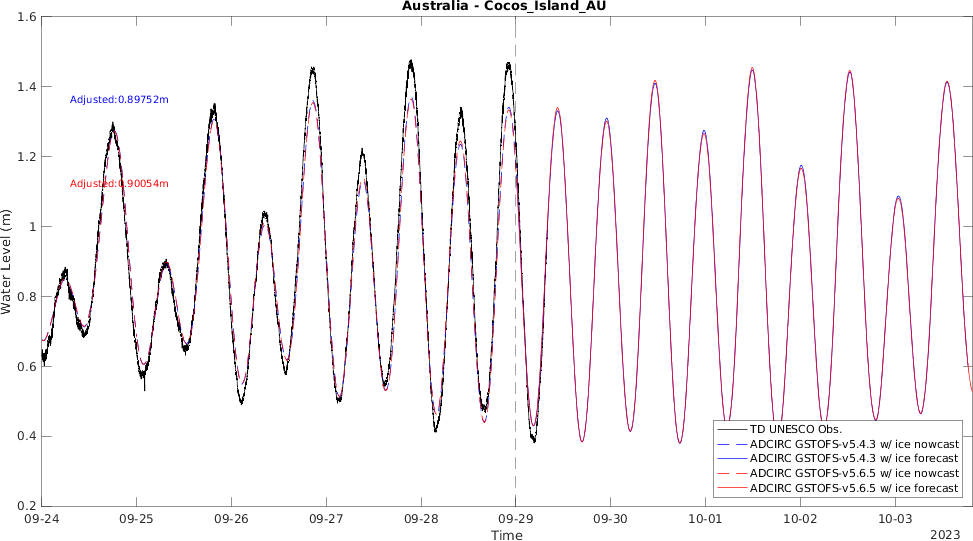 Australia - Cocos_Island_AU
1.6
1.4
Adjusted:0.89752m
1.2
Adjusted:0.90054m
1
Water Level (m)
0.8
0.6
0.4
TD UNESCO Obs.
ADCIRC GSTOFS-v5.4.3 w/ ice nowcast
ADCIRC GSTOFS-v5.4.3 w/ ice forecast
ADCIRC GSTOFS-v5.6.5 w/ ice nowcast
ADCIRC GSTOFS-v5.6.5 w/ ice forecast
0.2
09-24 09-25 09-26 09-27 09-28 09-29 09-30 10-01 10-02 10-03
Time
2023